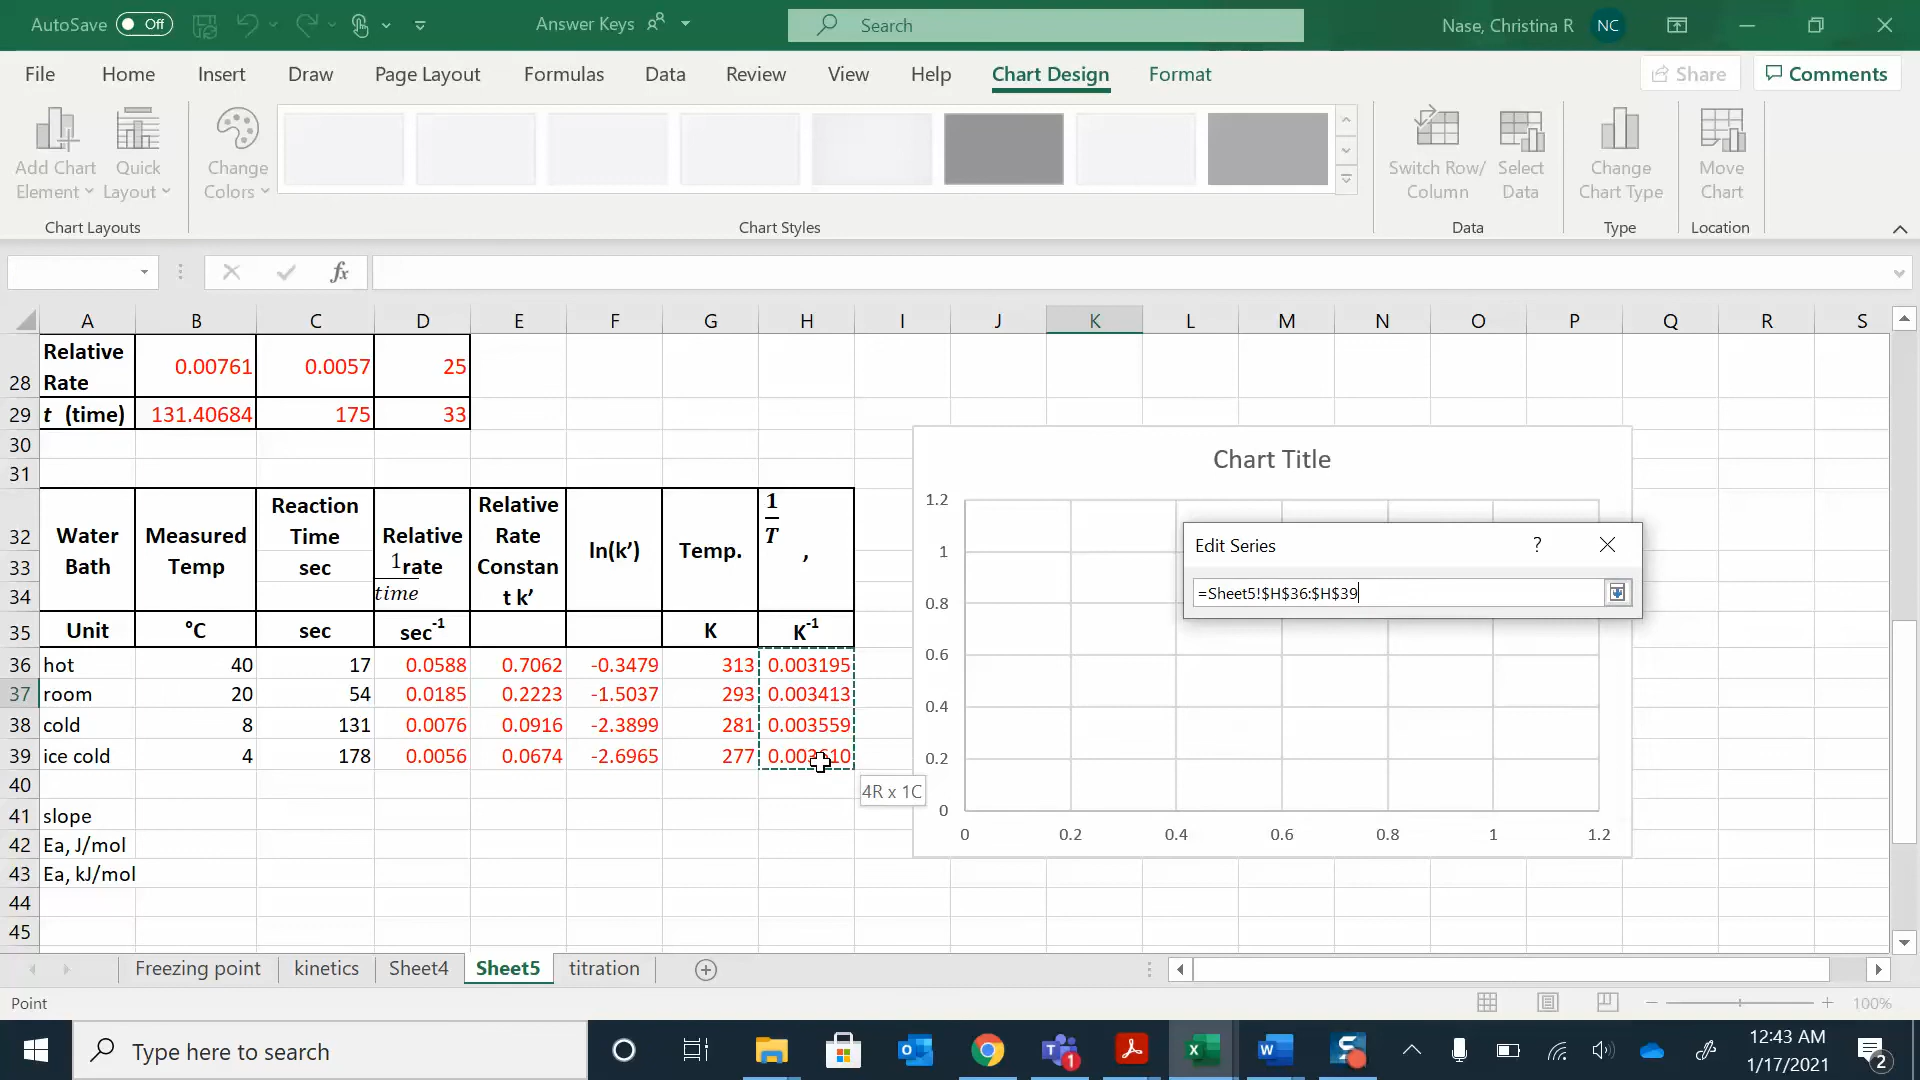 AutoSave Off Answer Keys Search Nase, Christina R NC
File Home Insert Draw Page Layout Formulas Data Review View Help Chart Design Format Share Comments
Add Chart Element Quick Layout Change Colors Switch Row/ Column Select Data Change Chart Type Move Chart
Chart Layouts Chart Styles Data Type Location
fx
A B C D E F G H I J K L M N O P Q R S
28 Relative Rate 0.00761 0.0057 25
29 t (time) 131.40684 175 33
30
31
32
33
34
Water Bath
Measured Temp
Reaction Time
sec
Relative rate
1
time
Relative Rate Constan t k’
ln(k’)
Temp.
1
T
,
35 Unit °C sec sec-1 K K-1
36 hot 40 17 0.0588 0.7062 -0.3479 313 0.003195
37 room 20 54 0.0185 0.2223 -1.5037 293 0.003413
38 cold 8 131 0.0076 0.0916 -2.3899 281 0.003559
39 ice cold 4 178 0.0056 0.0674 -2.6965 277
4R x 1C
40
41 slope
42 Ea, J/mol
43 Ea, kJ/mol
44
45
Chart Title
1.2
1
0.8
0.6
0.4
0.2
0
0 0.2 0.4 0.6 0.8 1 1.2
Edit Series ?
=Sheet5!$H$36:$H$39
Freezing point kinetics Sheet4 Sheet5 titration
Point 100%
Type here to search
12:43 AM
1/17/2021
1
2